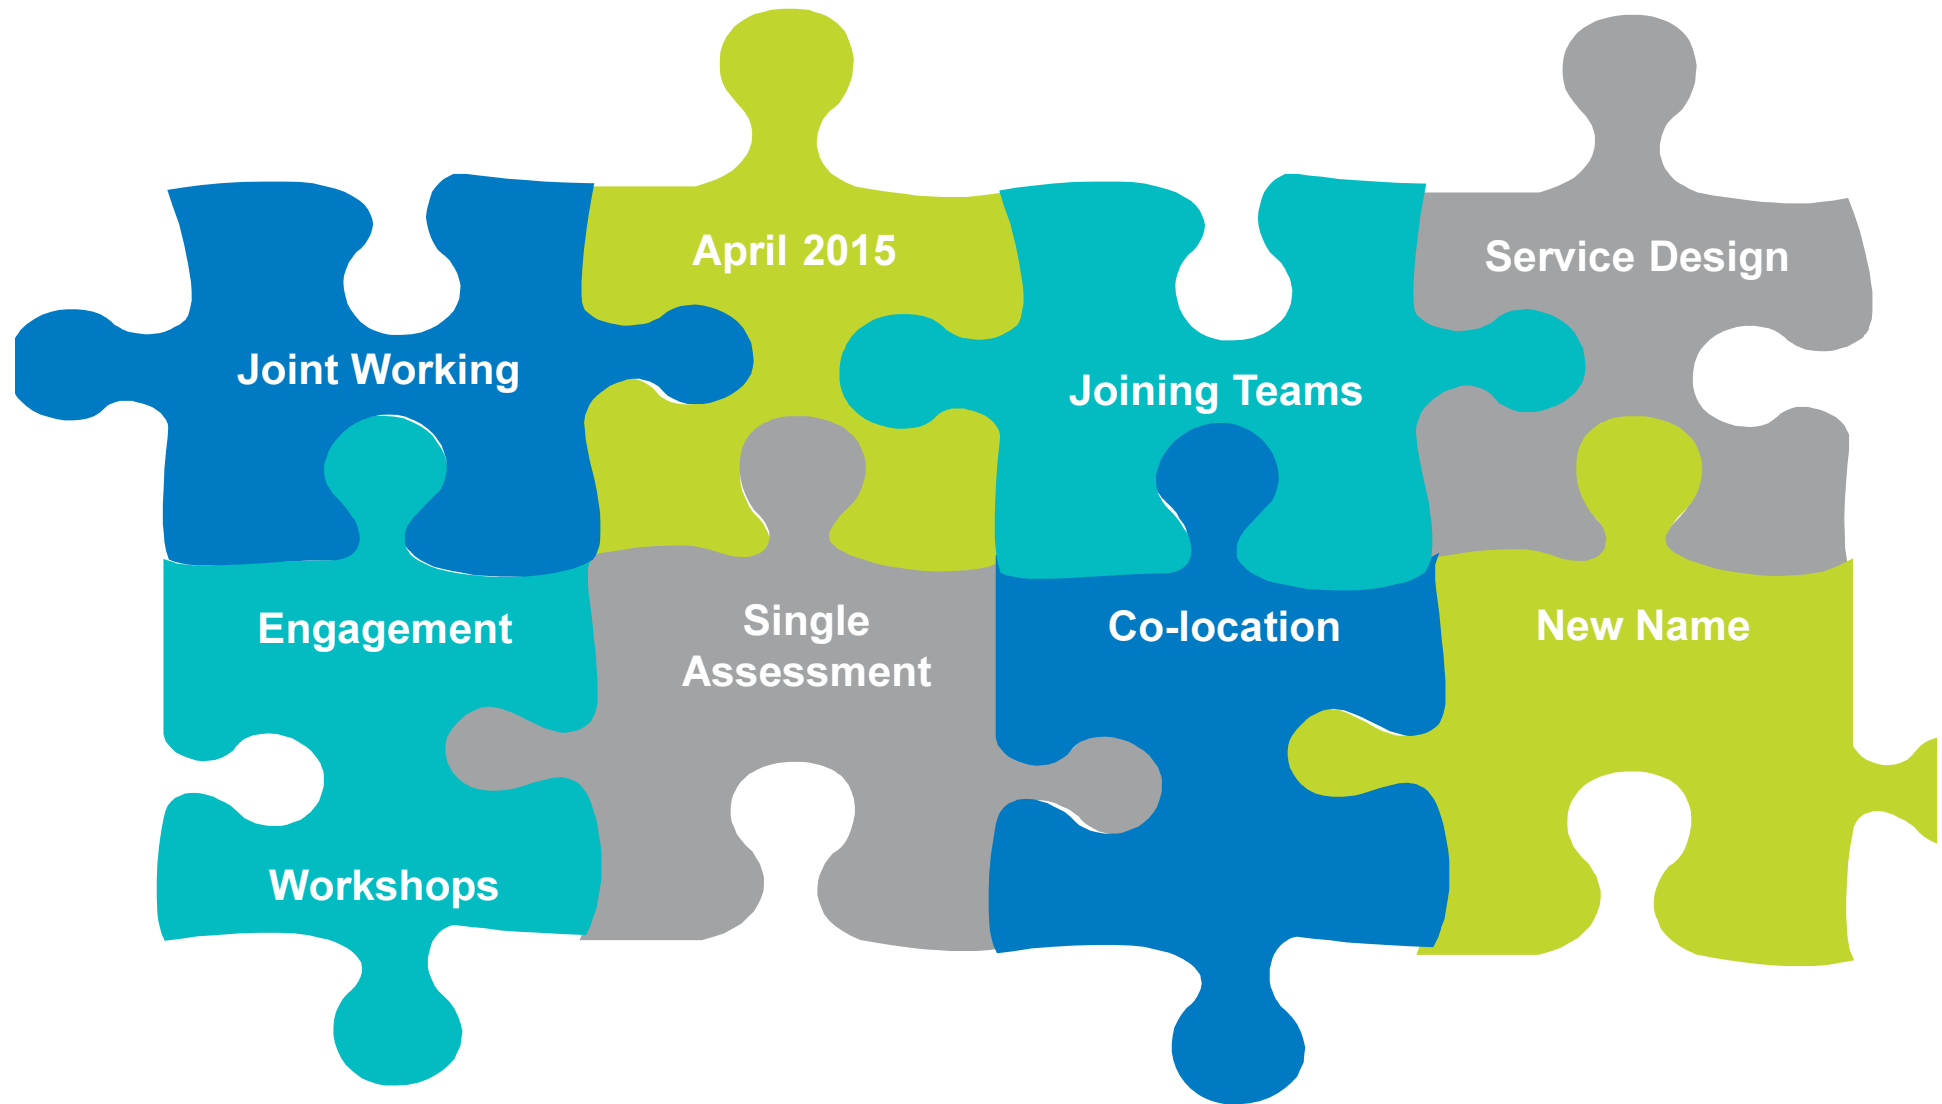 Joint Working
April 2015
Joining Teams
Service Design
Engagement
Workshops
Single
Assessment
Co-location
New Name